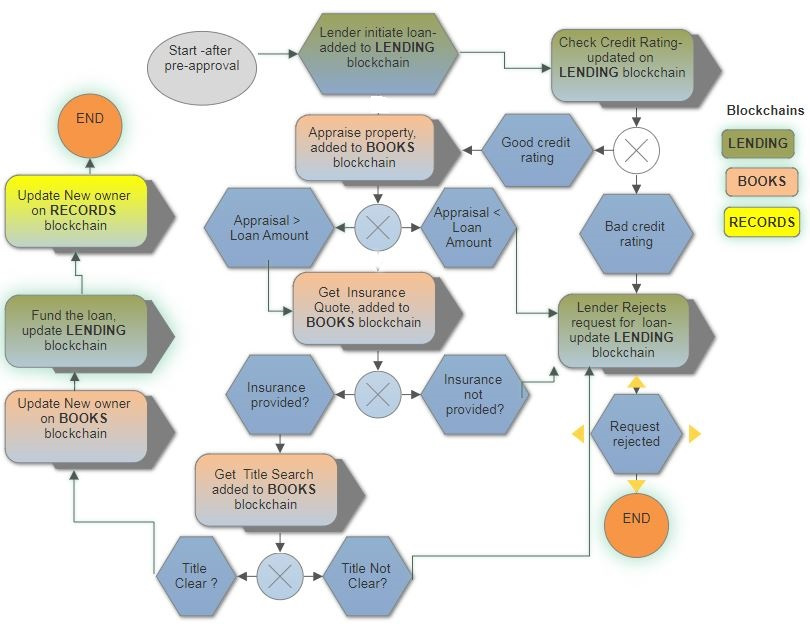 Start -after
pre-approval
Lender initiate loan-
added to LENDING
blockchain
Check Credit Rating-
updated on
LENDING blockchain
Blockchains
LENDING
BOOKS
RECORDS
END
Appraise property,
added to BOOKS
blockchain
Good credit
rating
Update New owner
on RECORDS
blockchain
Appraisal >
Loan Amount
Appraisal <
Loan
Amount
Bad credit
rating
Get Insurance
Quote, added to
BOOKS blockchain
Lender Rejects
request for loan-
update LENDING
blockchain
Fund the loan,
update LENDING
blockchain
Insurance
provided?
Insurance
not
provided?
Update New owner
on BOOKS
blockchain
Request
rejected
Get Title Search
added to BOOKS
blockchain
END
Title
Clear ?
Title Not
Clear?